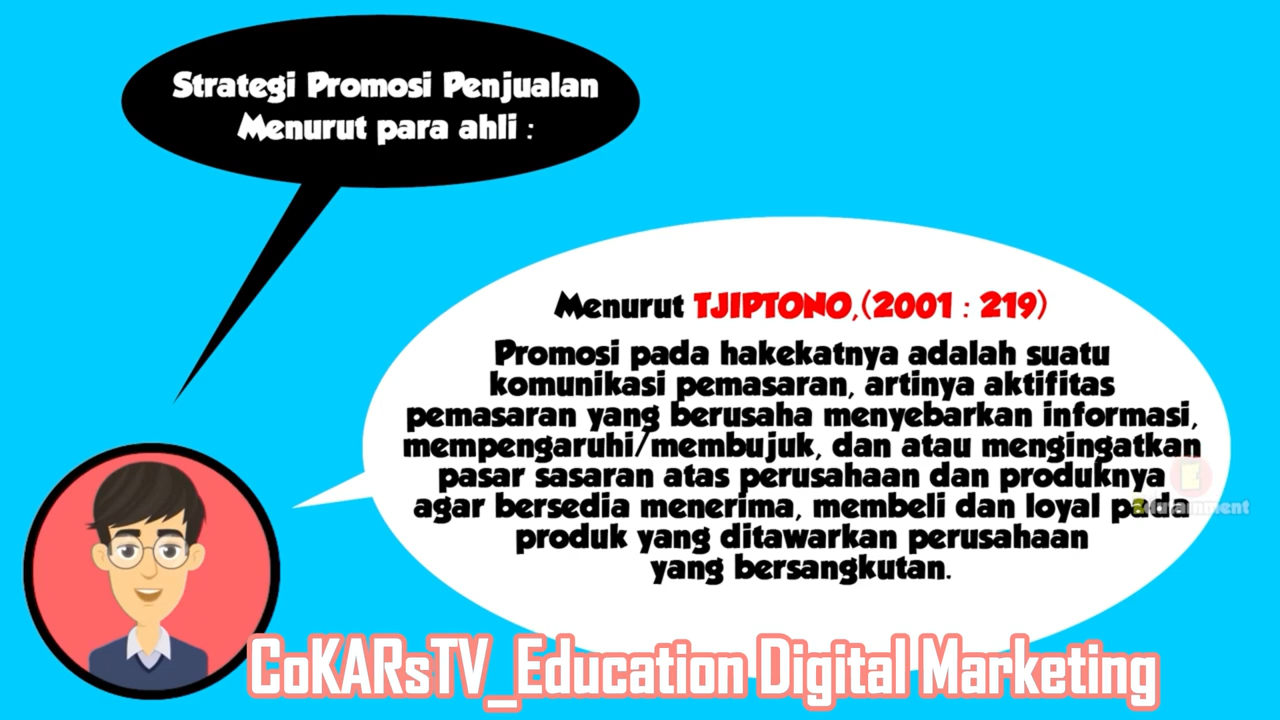 Strategi Promosi Penjualan
Menurut para ahli :
Menurut TJIPTONO,(2001 : 219)
Promosi pada hakekatnya adalah suatu
komunikasi pemasaran, artinya aktifitas
pemasaran yang berusaha menyebarkan informasi,
mempengaruhi/membujuk, dan atau mengingatkan
pasar sasaran atas perusahaan dan produknya
agar bersedia menerima, membeli dan loyal pada
produk yang ditawarkan perusahaan
yang bersangkutan.
CoKARsTV_Education Digital Marketing